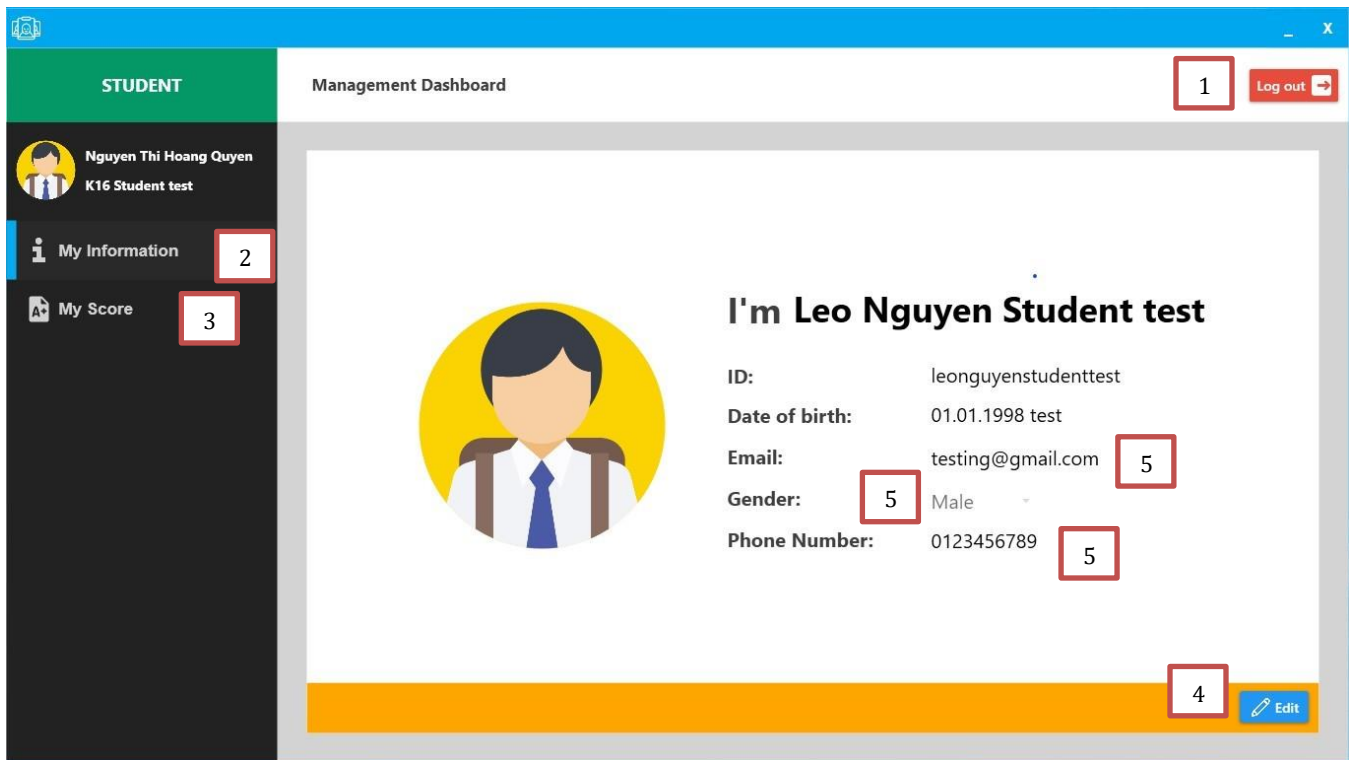 _ X
STUDENT
Management Dashboard
1
Log out
Nguyen Thi Hoang Quyen
K16 Student test
My Information
2
A+ My Score
3
I'm Leo Nguyen Student test
ID: leonguyenstudenttest
Date of birth: 01.01.1998 test
Email: testing@gmail.com 5
Gender: 5 Male
Phone Number: 0123456789 5
4
Edit